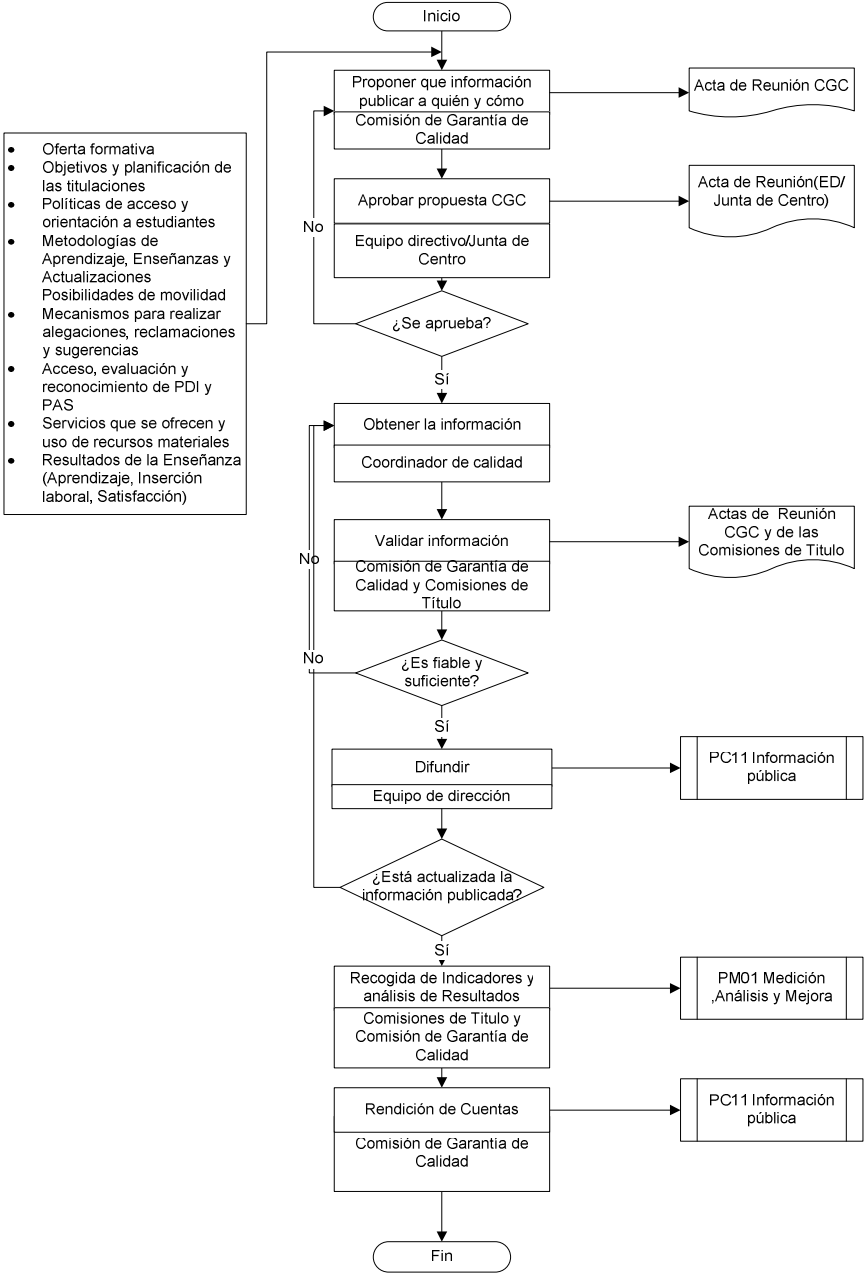 Inicio
Proponer que información
publicar a quién y cómo
Comisión de Garantía de
Calidad
Acta de Reunión CGC
Oferta formativa
Objetivos y planificación de
las titulaciones
Políticas de acceso y
orientación a estudiantes
Metodologías de
Aprendizaje, Enseñanzas y
Actualizaciones
Posibilidades de movilidad
Mecanismos para realizar
alegaciones, reclamaciones
y sugerencias
Acceso, evaluación y
reconocimiento de PDI y
PAS
Servicios que se ofrecen y
uso de recursos materiales
Resultados de la Enseñanza
(Aprendizaje, Inserción
laboral, Satisfacción)
Aprobar propuesta CGC
Equipo directivo/Junta de
Centro
Acta de Reunión(ED/
Junta de Centro)
No
¿Se aprueba?
Sí
Obtener la información
Coordinador de calidad
Validar información
Comisión de Garantía de
Calidad y Comisiones de
Título
Actas de Reunión
CGC y de las
Comisiones de Titulo
No
No
¿Es fiable y
suficiente?
Sí
Difundir
Equipo de dirección
PC11 Información
pública
¿Está actualizada la
información publicada?
Sí
Recogida de Indicadores y
análisis de Resultados
Comisiones de Titulo y
Comisión de Garantía de
Calidad
PM01 Medición
,Análisis y Mejora
Rendición de Cuentas
Comisión de Garantía de
Calidad
PC11 Información
pública
Fin